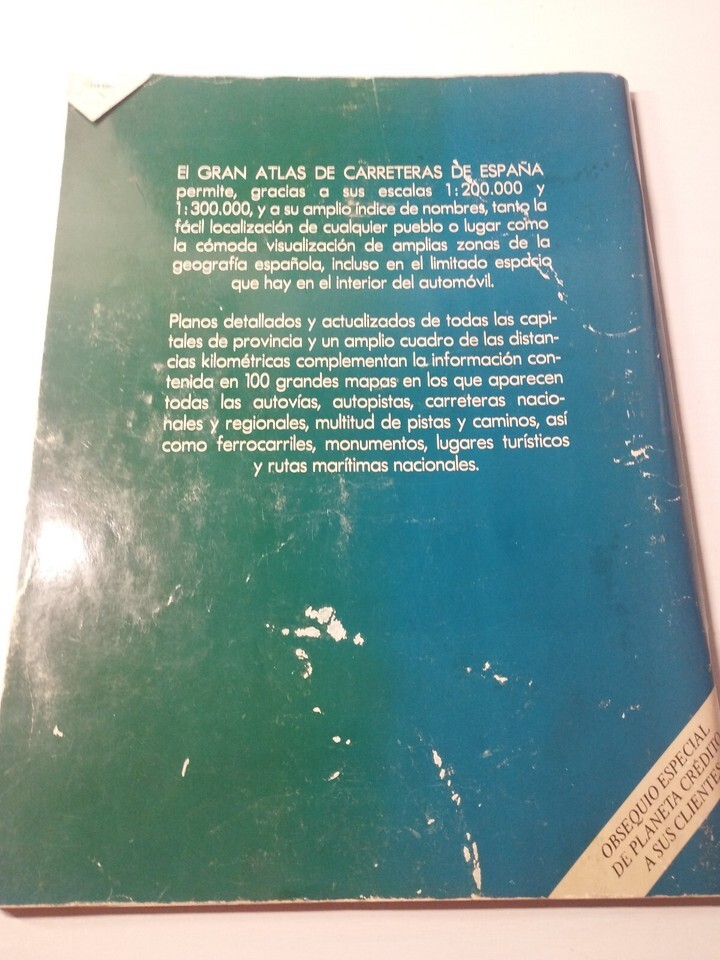 El GRAN ATLAS DE CARRETERAS DE ESPAÑA
permite, gracias a sus escalas 1:200.000 y
1:300.000, y a su amplio índice de nombres, tanto la
fácil localización de cualquier pueblo o lugar como
la cómoda visualización de amplias zonas de la
geografía española, incluso en el limitado espacio
que hay en el interior del automóvil.
Planos detallados y actualizados de todas las capi-
tales de provincia y un amplio cuadro de las distan-
cias kilométricas complementan la información con-
tenida en 100 grandes mapas en los que aparecen
todas las autovías, autopistas, carreteras nacio-
nales y regionales, multitud de pistas y caminos, así
como ferrocarriles, monumentos, lugares turísticos
y rutas marítimas nacionales.
OBSEQUIO ESPECIAL
DE PLANETA CRÉDITO
A SUS CLIENTES